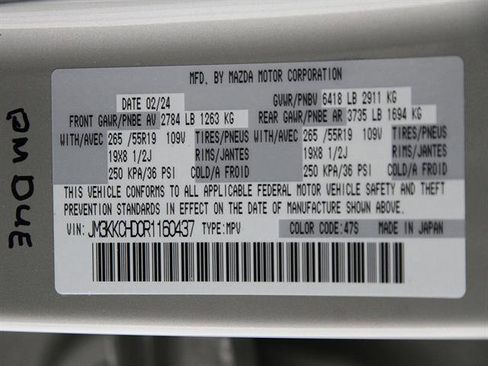 MFD. BY MAZDA MOTOR CORPORATION
DATE 02/24 GVWR/PNBV 6418 LB 2911 KG
FRONT GAWR/PNBE AV 2784 LB 1263 KG REAR GAWR/PNBE AR 3735 LB 1694 KG
WITH/AVEC 265 /55R19 109V TIRES/PNEUS WITH/AVEC 265 /55R19 109V TIRES/PNEUS
19X8 1/2J RIMS/JANTES 19X8 1/2J RIMS/JANTES
250 KPA/36 PSI COLD/A FROID 250 KPA/36 PSI COLD/A FROID
THIS VEHICLE CONFORMS TO ALL APPLICABLE FEDERAL MOTOR VEHICLE SAFETY AND THEFT
PREVENTION STANDARDS IN EFFECT ON THE DATE OF MANUFACTURE SHOWN ABOVE.
VIN: JM3KKCHD0R1160437 TYPE:MPV COLOR CODE: 47S MADE IN JAPAN